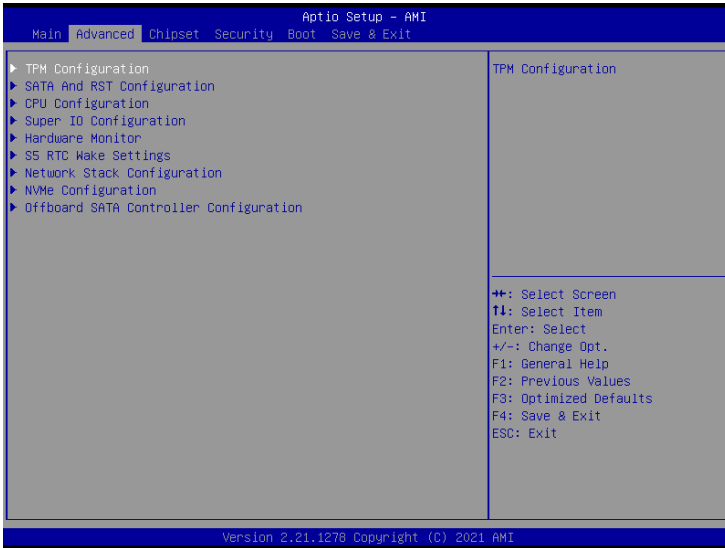 Aptio Setup – AMI
Main Advanced Chipset Security Boot Save & Exit
TPM Configuration
SATA And RST Configuration
CPU Configuration
Super IO Configuration
Hardware Monitor
S5 RTC Wake Settings
Network Stack Configuration
NVMe Configuration
Offboard SATA Controller Configuration
TPM Configuration
→←: Select Screen
↑↓: Select Item
Enter: Select
+/-: Change Opt.
F1: General Help
F2: Previous Values
F3: Optimized Defaults
F4: Save & Exit
ESC: Exit
Version 2.21.1278 Copyright (C) 2021 AMI